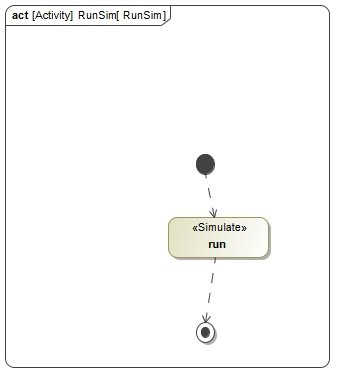 act [Activity] RunSim[ RunSim]
«Simulate»
run